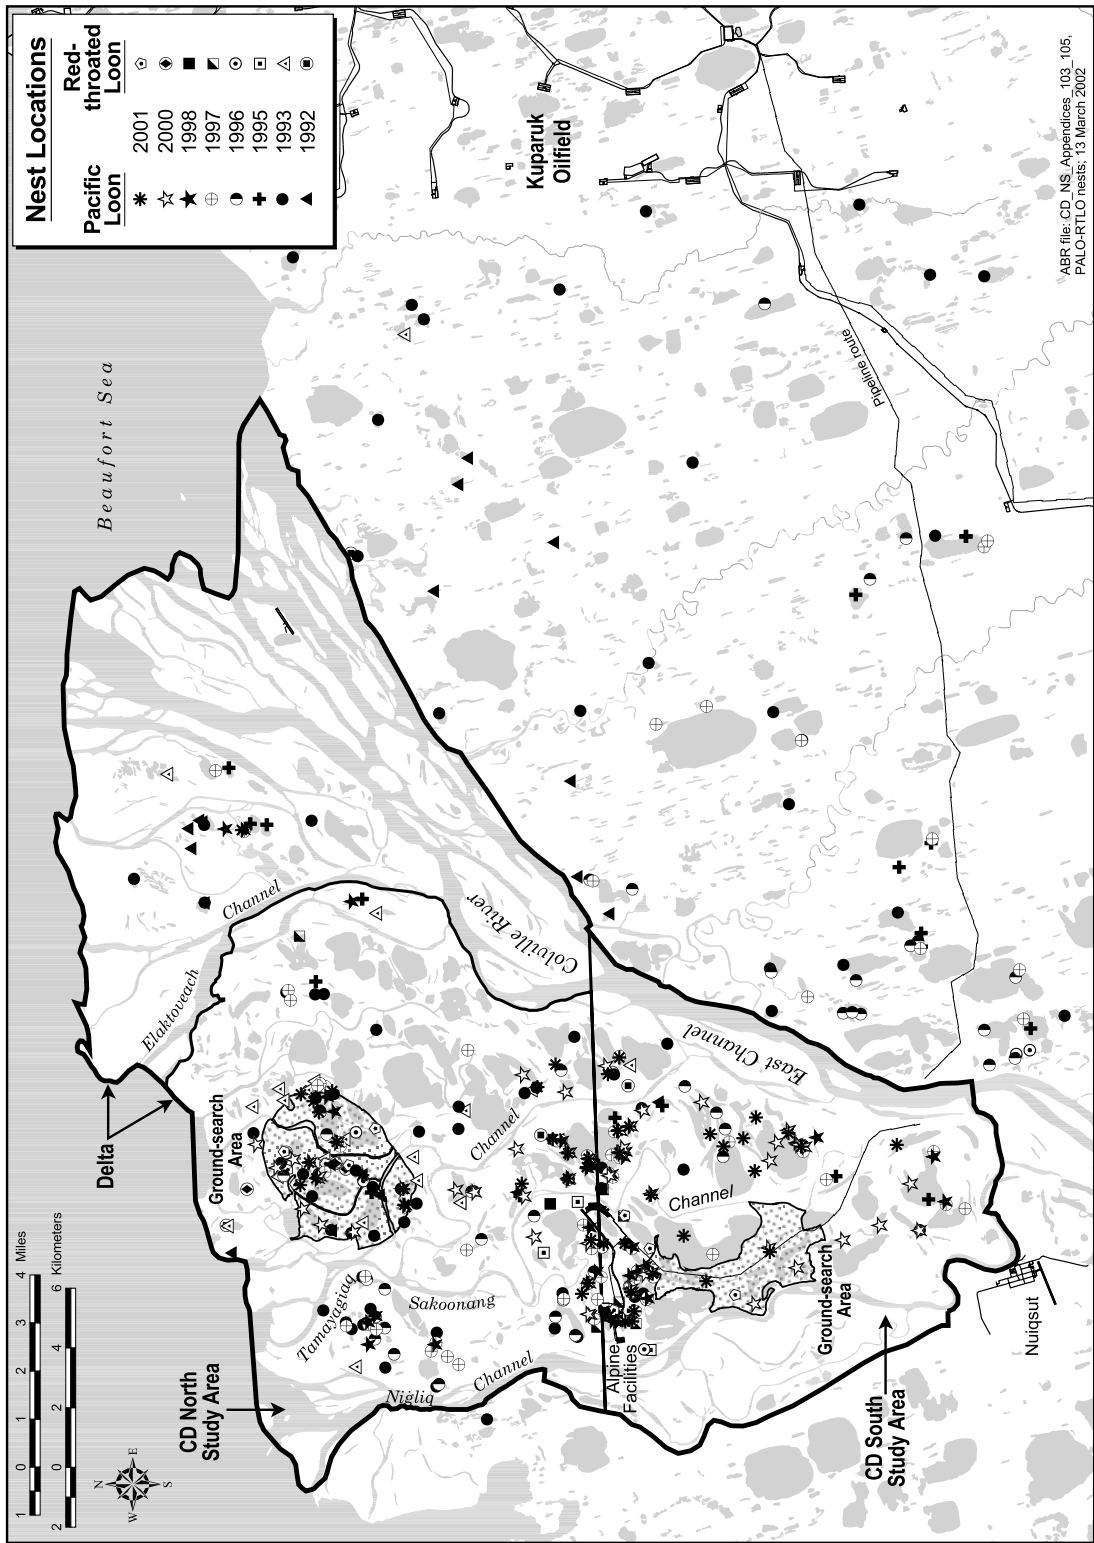 Nest Locations
Pacific
Loon
Red-
throated
Loon
2001
2000
1998
1997
1996
1995
1993
1992
Beaufort Sea
Kuparuk
Oilfield
Pipeline route
Elaktoveach
Channel
Colville River
Delta
Ground-search
Area
Channel
East Channel
Channel
Tamayagiaq
Sakoonang
CD North
Study Area
Nigliq
Channel
Alpine
Facilities
Ground-search
Area
CD South
Study Area
Nuiqsut
1 0 1 2 3 4 Miles
2 0 2 4 6 Kilometers
N
E
S
W
ABR file: CD_NS_Appendices_103_105,
PALO-RTLO nests; 13 March 2002